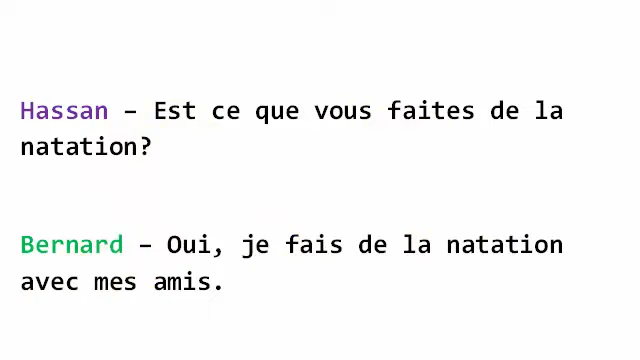 Hassan – Est ce que vous faites de la
natation?
Bernard – Oui, je fais de la natation
avec mes amis.